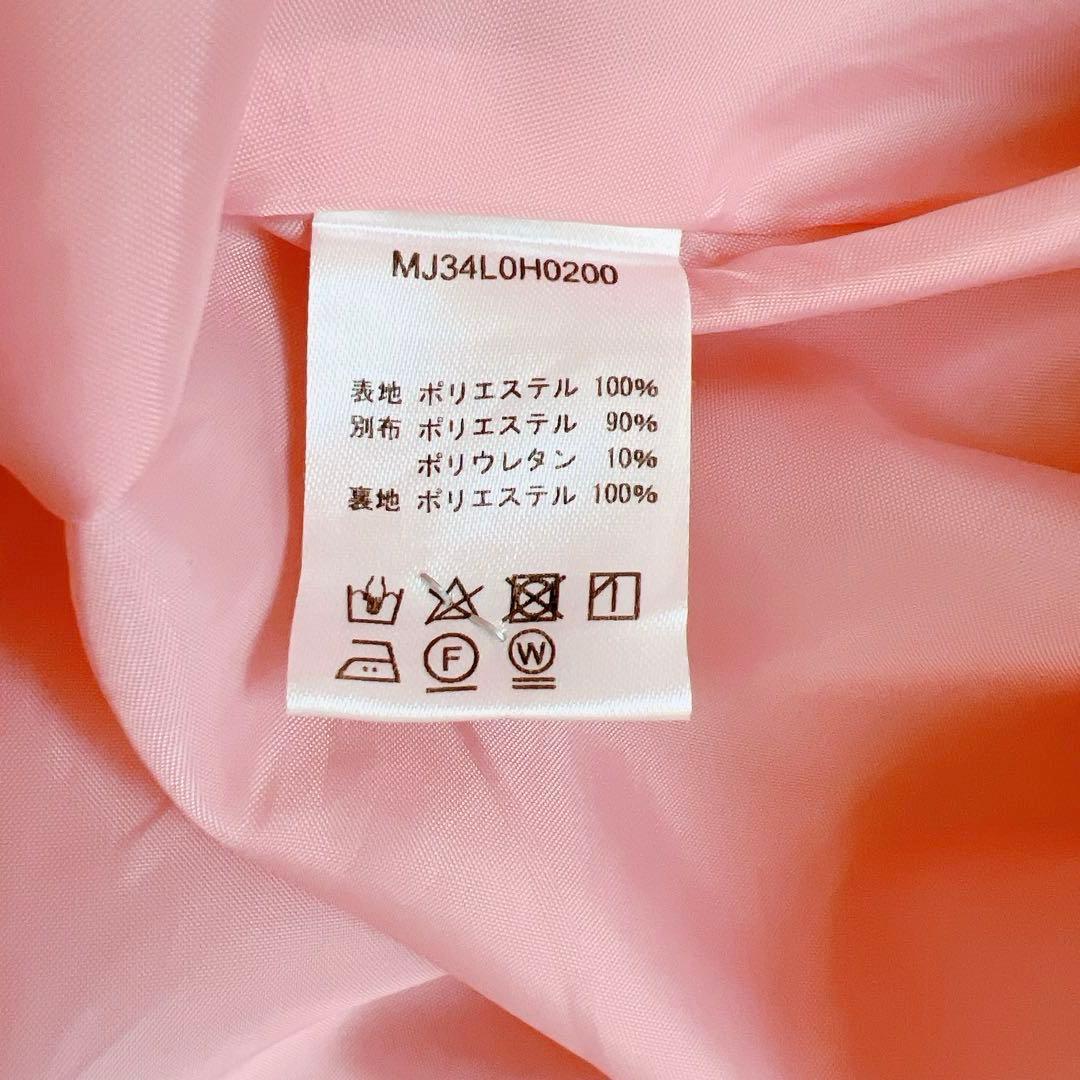 MJ34L0H0200
表地 ポリエステル 100%
別布 ポリエステル 90%
ポリウレタン 10%
裏地 ポリエステル 100%
F W